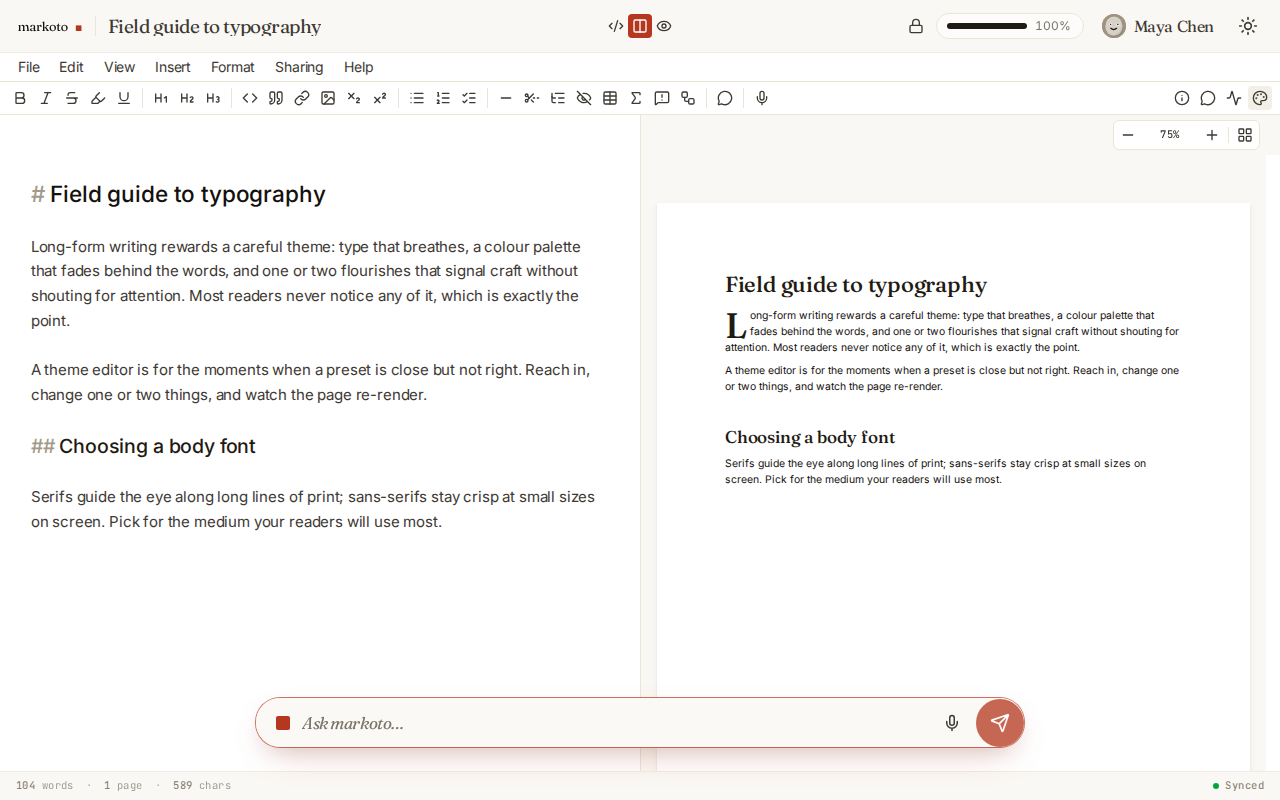 markoto
Field guide to typography
100%
Maya Chen
File Edit View Insert Format Sharing Help
H1 H2 H3
75%
# Field guide to typography
Long-form writing rewards a careful theme: type that breathes, a colour palette
that fades behind the words, and one or two flourishes that signal craft without
shouting for attention. Most readers never notice any of it, which is exactly the
point.
A theme editor is for the moments when a preset is close but not right. Reach in,
change one or two things, and watch the page re-render.
## Choosing a body font
Serifs guide the eye along long lines of print; sans-serifs stay crisp at small sizes
on screen. Pick for the medium your readers will use most.
Field guide to typography
Long-form writing rewards a careful theme: type that breathes, a colour palette that
fades behind the words, and one or two flourishes that signal craft without shouting for
attention. Most readers never notice any of it, which is exactly the point.
A theme editor is for the moments when a preset is close but not right. Reach in, change one
or two things, and watch the page re-render.
Choosing a body font
Serifs guide the eye along long lines of print; sans-serifs stay crisp at small sizes on
screen. Pick for the medium your readers will use most.
Ask markoto...
104 words · 1 page · 589 chars
Synced